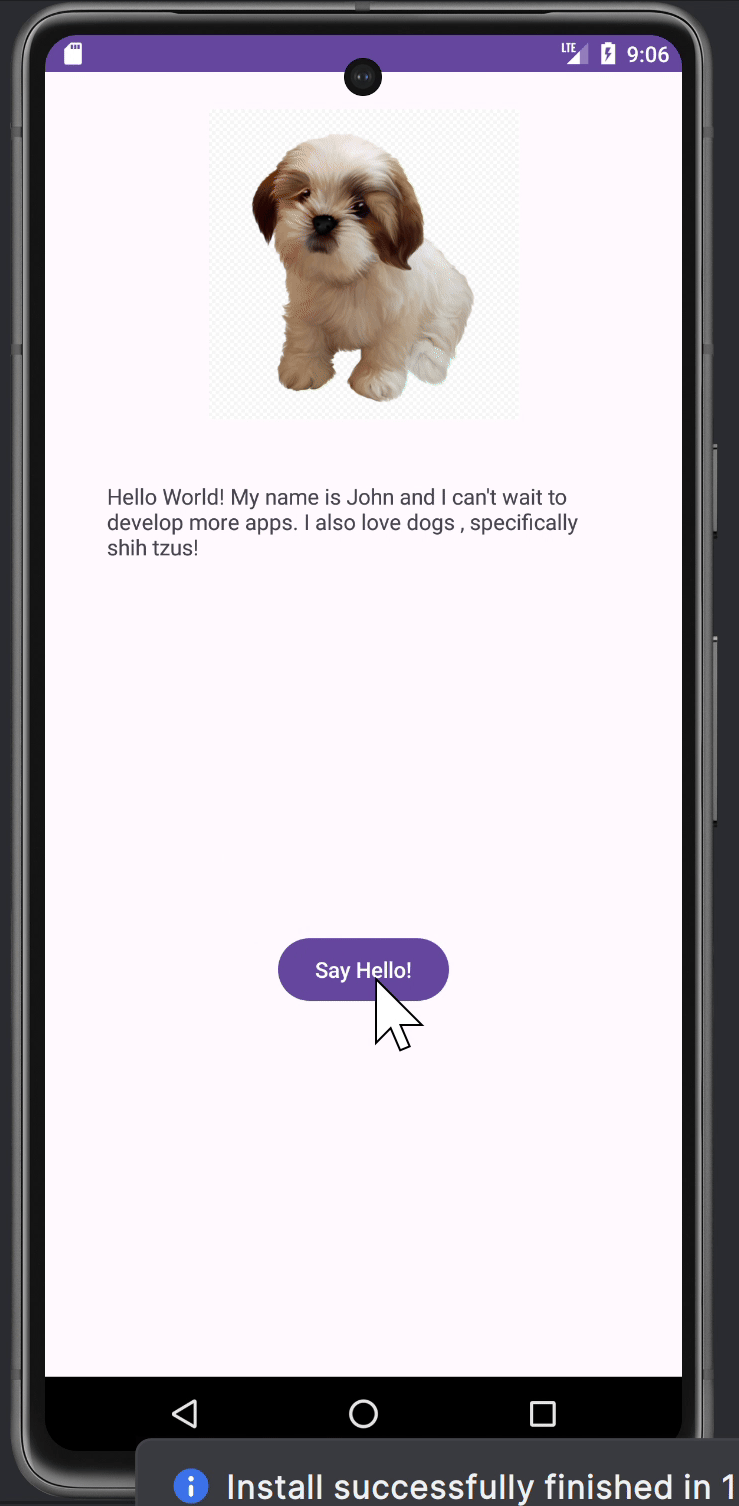 LTE 9:06
Hello World! My name is John and I can't wait to
develop more apps. I also love dogs , specifically
shih tzus!
Say Hello!
Install successfully finished in 1